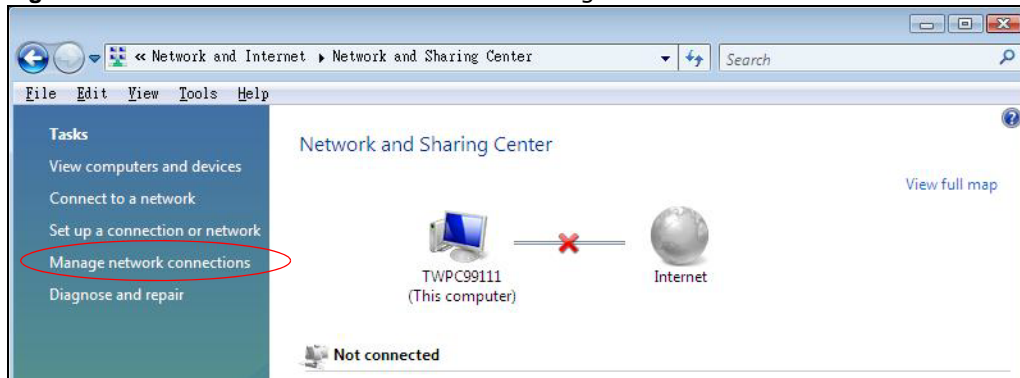 « Network and Internet ▸ Network and Sharing Center
Search
File Edit View Tools Help
Tasks
View computers and devices
Connect to a network
Set up a connection or network
Manage network connections
Diagnose and repair
Network and Sharing Center
View full map
TWPC99111
(This computer)
Internet
Not connected